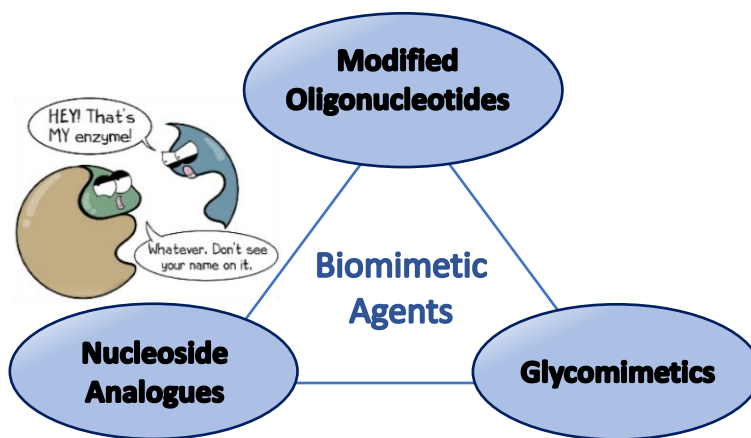 Modified
Oligonucleotides
HEY! That's
MY enzyme!
Whatever. Don't see
your name on it.
Biomimetic
Agents
Nucleoside
Analogues
Glycomimetics